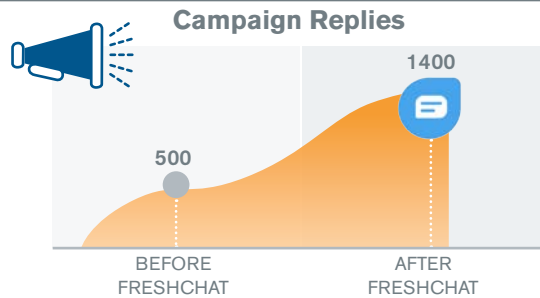 Campaign Replies
1400
500
BEFORE
FRESHCHAT
AFTER
FRESHCHAT